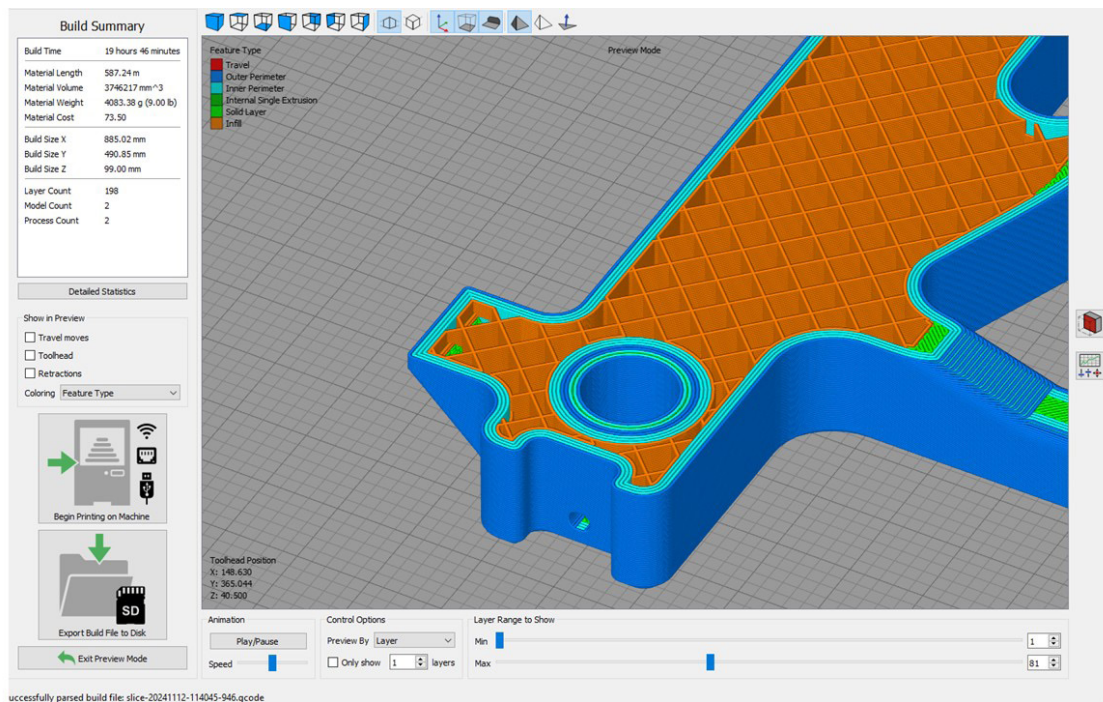 Build Summary
Build Time 19 hours 46 minutes
Material Length 587.24 m
Material Volume 3746217 mm^3
Material Weight 4083.38 g (9.00 lb)
Material Cost 73.50
Build Size X 885.02 mm
Build Size Y 490.85 mm
Build Size Z 99.00 mm
Layer Count 198
Model Count 2
Process Count 2
Detailed Statistics
Show in Preview
Travel moves
Toolhead
Retractions
Coloring Feature Type
Begin Printing on Machine
SD
Export Build File to Disk
Exit Preview Mode
Feature Type
Travel
Outer Perimeter
Inner Perimeter
Internal Single Extrusion
Solid Layer
Infill
Preview Mode
Toolhead Position
X: 148.630
Y: 365.044
Z: 40.500
Animation
Play/Pause
Speed
Control Options
Preview By Layer
Only show 1 layers
Layer Range to Show
Min 1
Max 81
uccessfully parsed build file: slice-20241112-114045-946.gcode